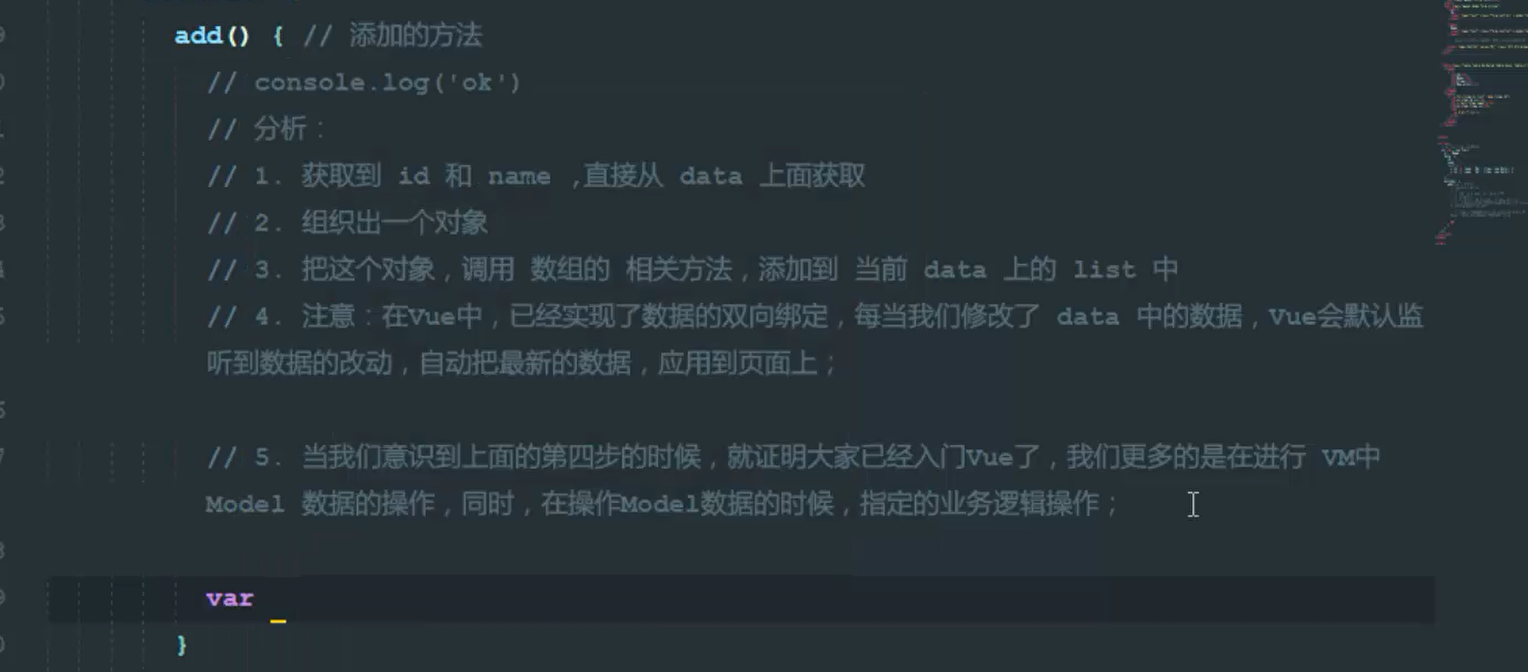 add() { // 添加的方法
// console.log('ok')
// 分析：
// 1. 获取到 id 和 name ,直接从 data 上面获取
// 2. 组织出一个对象
// 3. 把这个对象，调用 数组的 相关方法，添加到 当前 data 上的 list 中
// 4. 注意：在Vue中，已经实现了数据的双向绑定，每当我们修改了 data 中的数据，Vue会默认监
听到数据的改动，自动把最新的数据，应用到页面上；
// 5. 当我们意识到上面的第四步的时候，就证明大家已经入门Vue了，我们更多的是在进行 VM中
Model 数据的操作，同时，在操作Model数据的时候，指定的业务逻辑操作；
var _
}